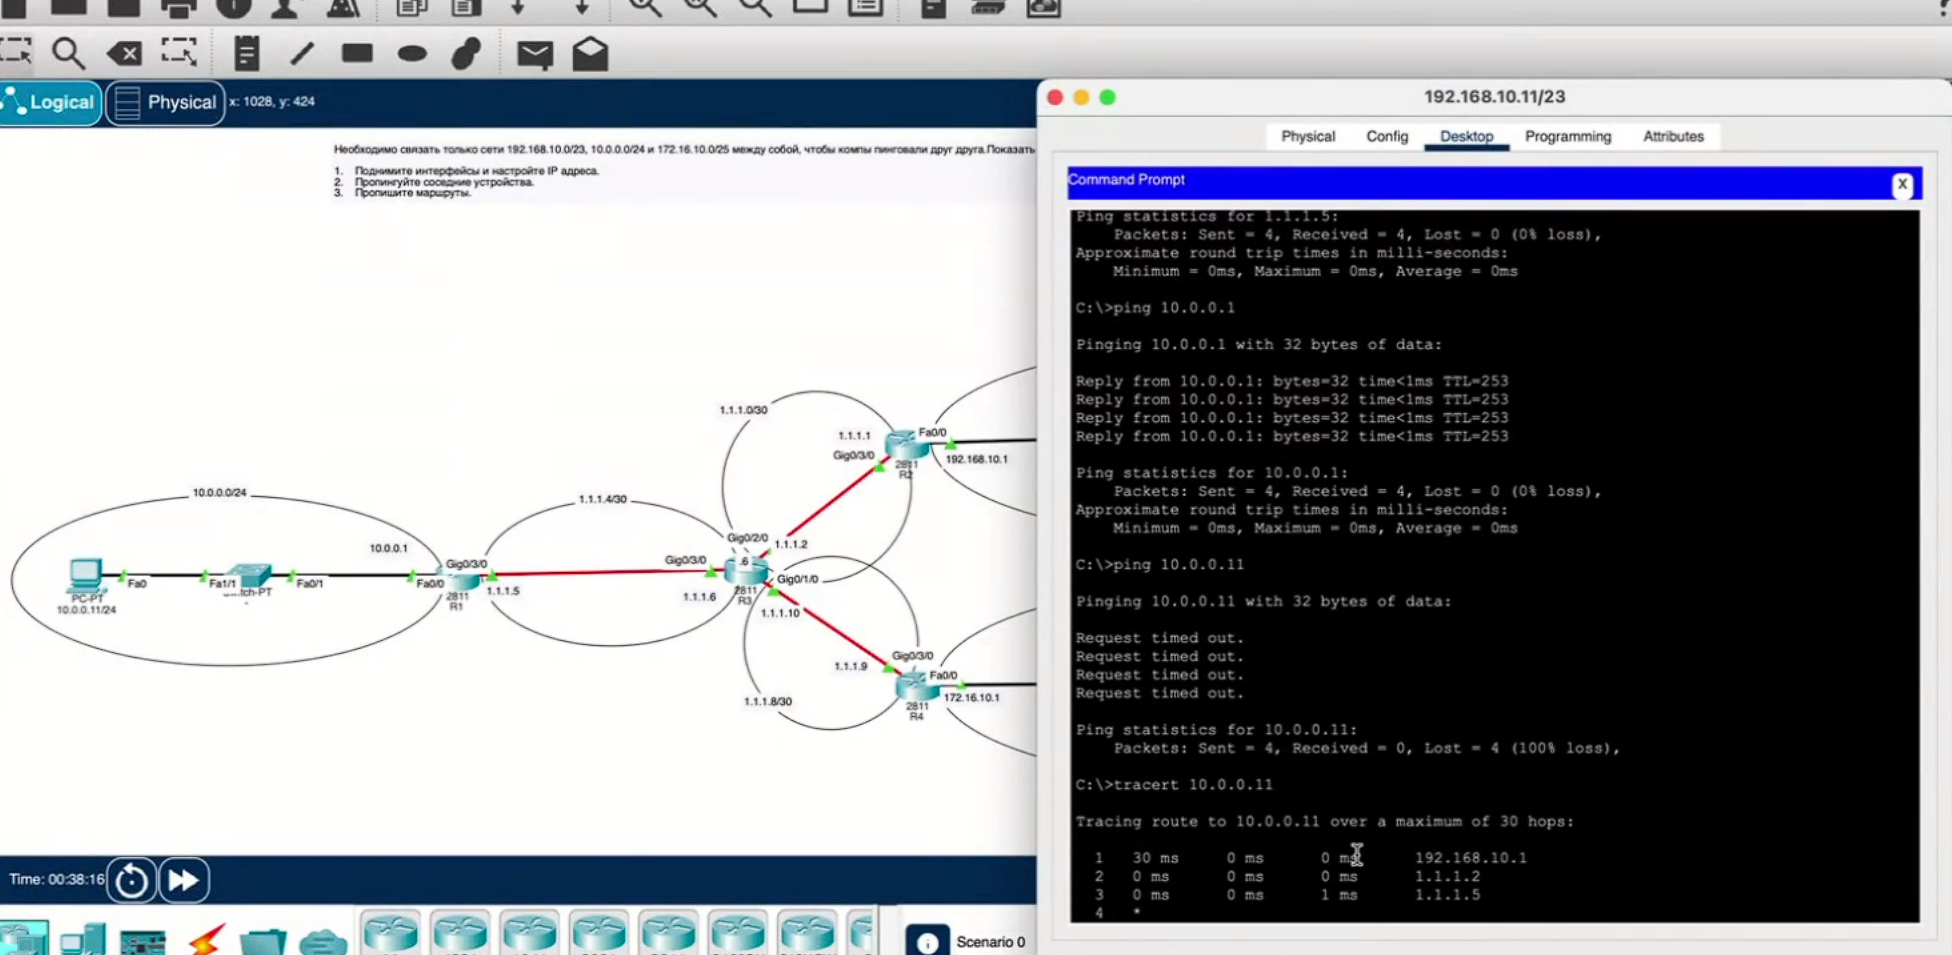 Logical
Physical
x: 1028, y: 424
Необходимо связать только сети 192.168.10.0/23, 10.0.0.0/24 и 172.16.10.0/25 между собой, чтобы компы пинговали друг друга.Показать
1. Поднимите интерфейсы и настройте IP адреса.
2. Пропингуйте соседние устройства.
3. Пропишите маршруты.
1.1.1.0/30
1.1.1.1
Fa0/0
Gig0/3/0
2811
R2
192.168.10.1
10.0.0.0/24
1.1.1.4/30
10.0.0.1
Gig0/2/0
1.1.1.2
Gig0/3/0
Gig0/3/0
.6
Gig0/1/0
Fa0
Fa1/1
Fa0/1
Fa0/0
tch-PT
PC-PT
10.0.0.11/24
2811
R1
1.1.1.5
1.1.1.6
2811
R3
1.1.1.10
Gig0/3/0
1.1.1.9
Fa0/0
172.16.10.1
2811
R4
1.1.1.8/30
Time: 00:38:16
Scenario 0
192.168.10.11/23
Physical Config Desktop Programming Attributes
Command Prompt
X
Ping statistics for 1.1.1.5:
Packets: Sent = 4, Received = 4, Lost = 0 (0% loss),
Approximate round trip times in milli-seconds:
Minimum = 0ms, Maximum = 0ms, Average = 0ms
C:\>ping 10.0.0.1
Pinging 10.0.0.1 with 32 bytes of data:
Reply from 10.0.0.1: bytes=32 time<1ms TTL=253
Reply from 10.0.0.1: bytes=32 time<1ms TTL=253
Reply from 10.0.0.1: bytes=32 time<1ms TTL=253
Reply from 10.0.0.1: bytes=32 time<1ms TTL=253
Ping statistics for 10.0.0.1:
Packets: Sent = 4, Received = 4, Lost = 0 (0% loss),
Approximate round trip times in milli-seconds:
Minimum = 0ms, Maximum = 0ms, Average = 0ms
C:\>ping 10.0.0.11
Pinging 10.0.0.11 with 32 bytes of data:
Request timed out.
Request timed out.
Request timed out.
Request timed out.
Ping statistics for 10.0.0.11:
Packets: Sent = 4, Received = 0, Lost = 4 (100% loss),
C:\>tracert 10.0.0.11
Tracing route to 10.0.0.11 over a maximum of 30 hops:
1 30 ms 0 ms 0 ms 192.168.10.1
2 0 ms 0 ms 0 ms 1.1.1.2
3 0 ms 0 ms 1 ms 1.1.1.5
4 *